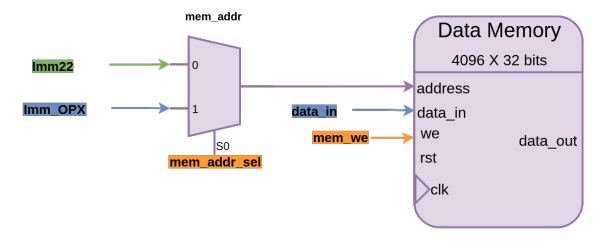 mem_addr
Imm22
0
Imm_OPX
1
S0
mem_addr_sel
data_in
mem_we
Data Memory
4096 X 32 bits
address
data_in
we
rst
clk
data_out